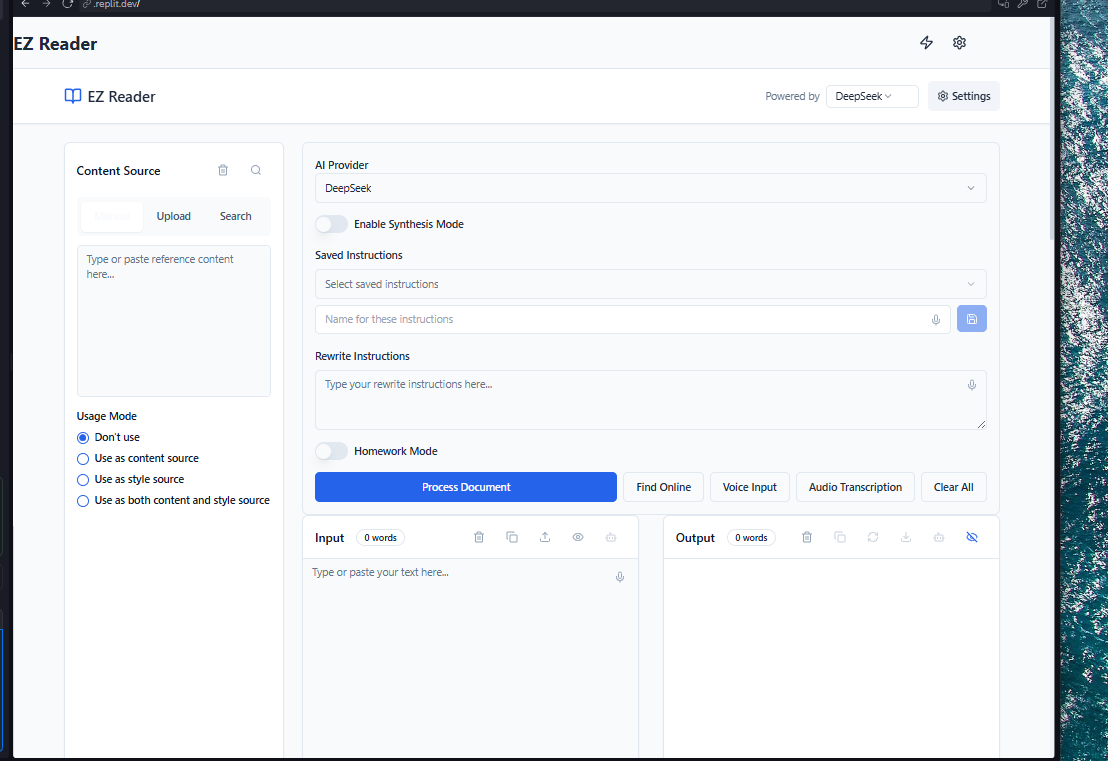 .replit.dev/
EZ Reader
EZ Reader
Powered by
DeepSeek
Settings
Content Source
Upload
Search
Type or paste reference content
here...
Usage Mode
Don't use
Use as content source
Use as style source
Use as both content and style source
AI Provider
DeepSeek
Enable Synthesis Mode
Saved Instructions
Select saved instructions
Name for these instructions
Rewrite Instructions
Type your rewrite instructions here...
Homework Mode
Process Document
Find Online
Voice Input
Audio Transcription
Clear All
Input
0 words
Type or paste your text here...
Output
0 words